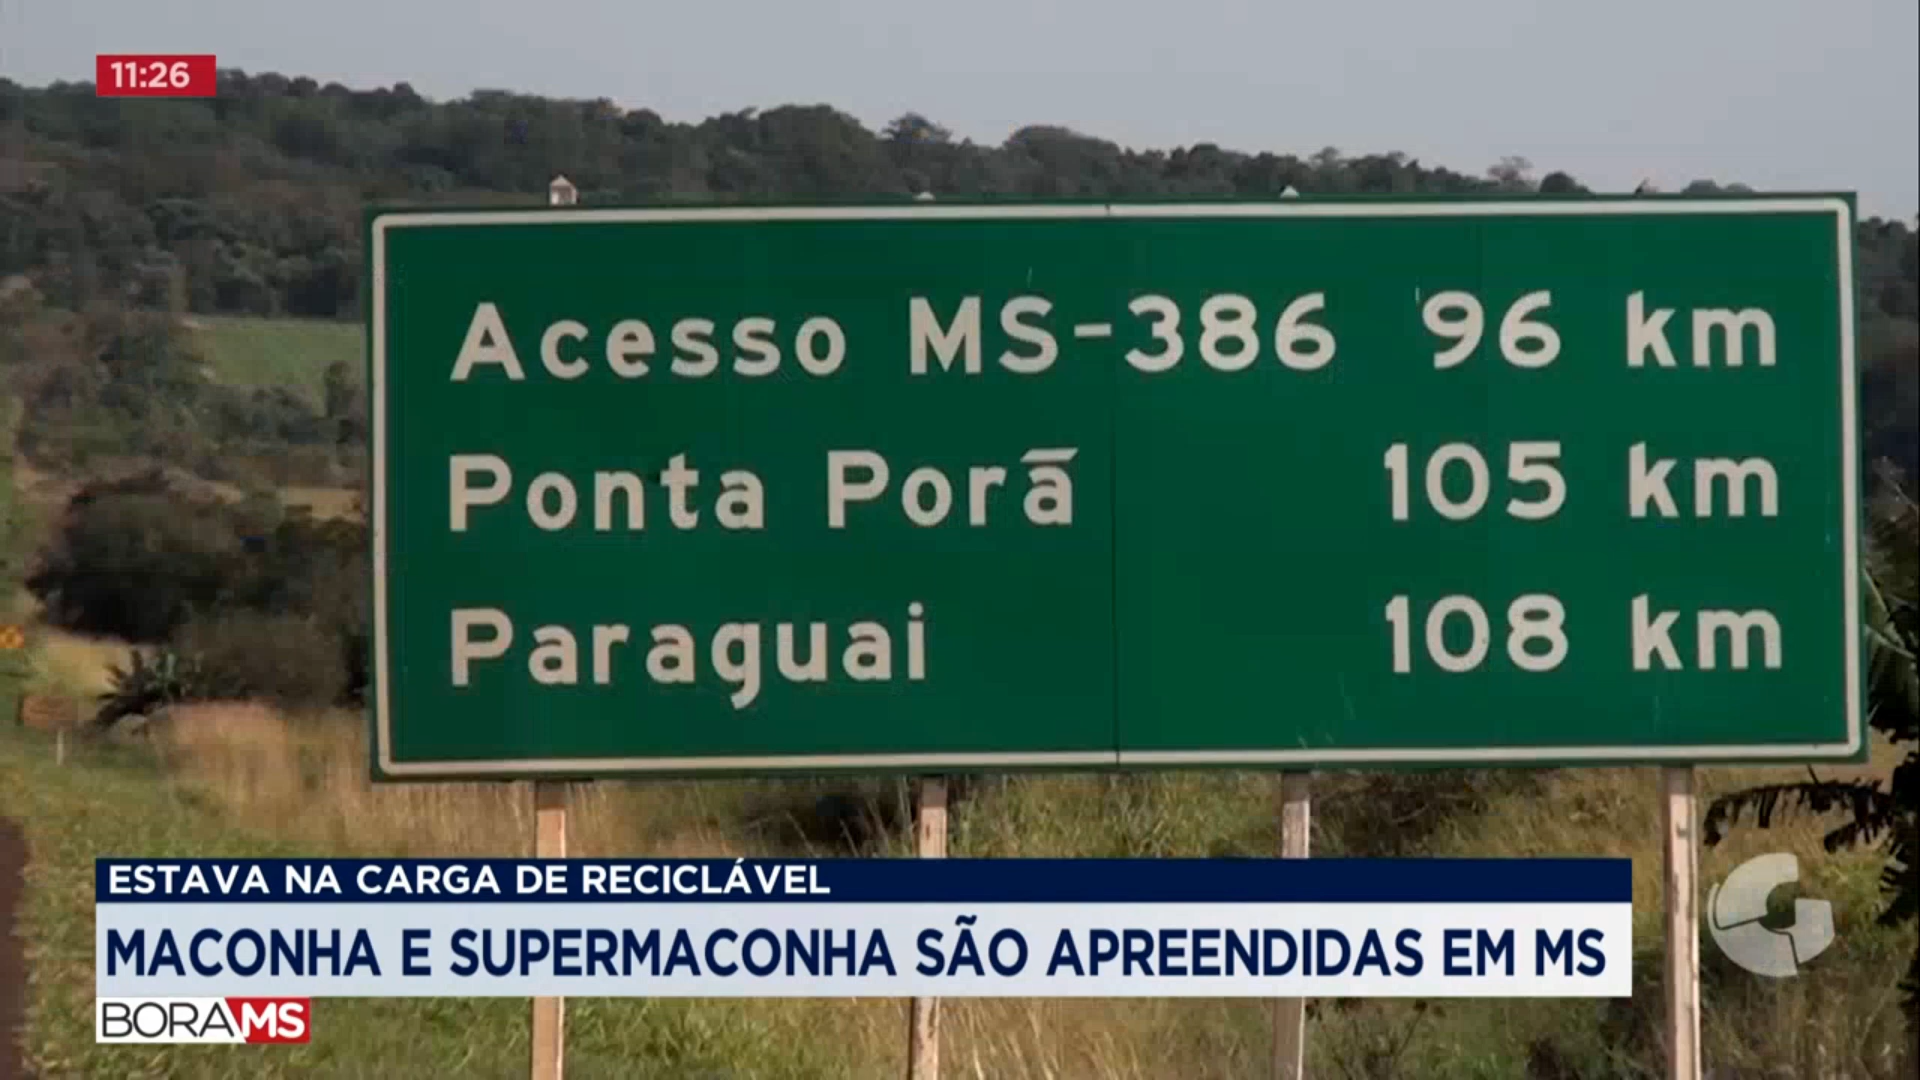 11:26
Acesso MS-386 96 km
Ponta Porã 105 km
Paraguai 108 km
ESTAVA NA CARGA DE RECICLÁVEL
MACONHA E SUPERMACONHA SÃO APREENDIDAS EM MS
BORAMS